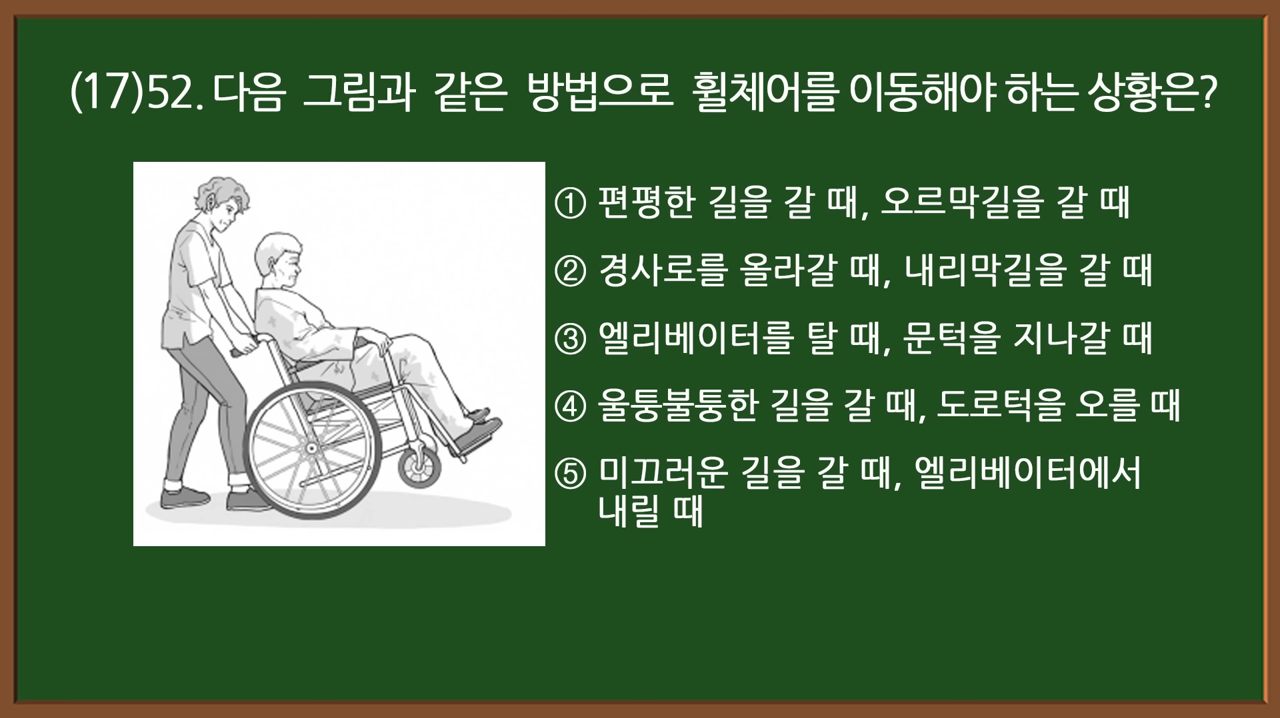 (17)52. 다음 그림과 같은 방법으로 휠체어를 이동해야 하는 상황은?
① 편평한 길을 갈 때, 오르막길을 갈 때
② 경사로를 올라갈 때, 내리막길을 갈 때
③ 엘리베이터를 탈 때, 문턱을 지나갈 때
④ 울퉁불퉁한 길을 갈 때, 도로턱을 오를 때
⑤ 미끄러운 길을 갈 때, 엘리베이터에서
내릴 때